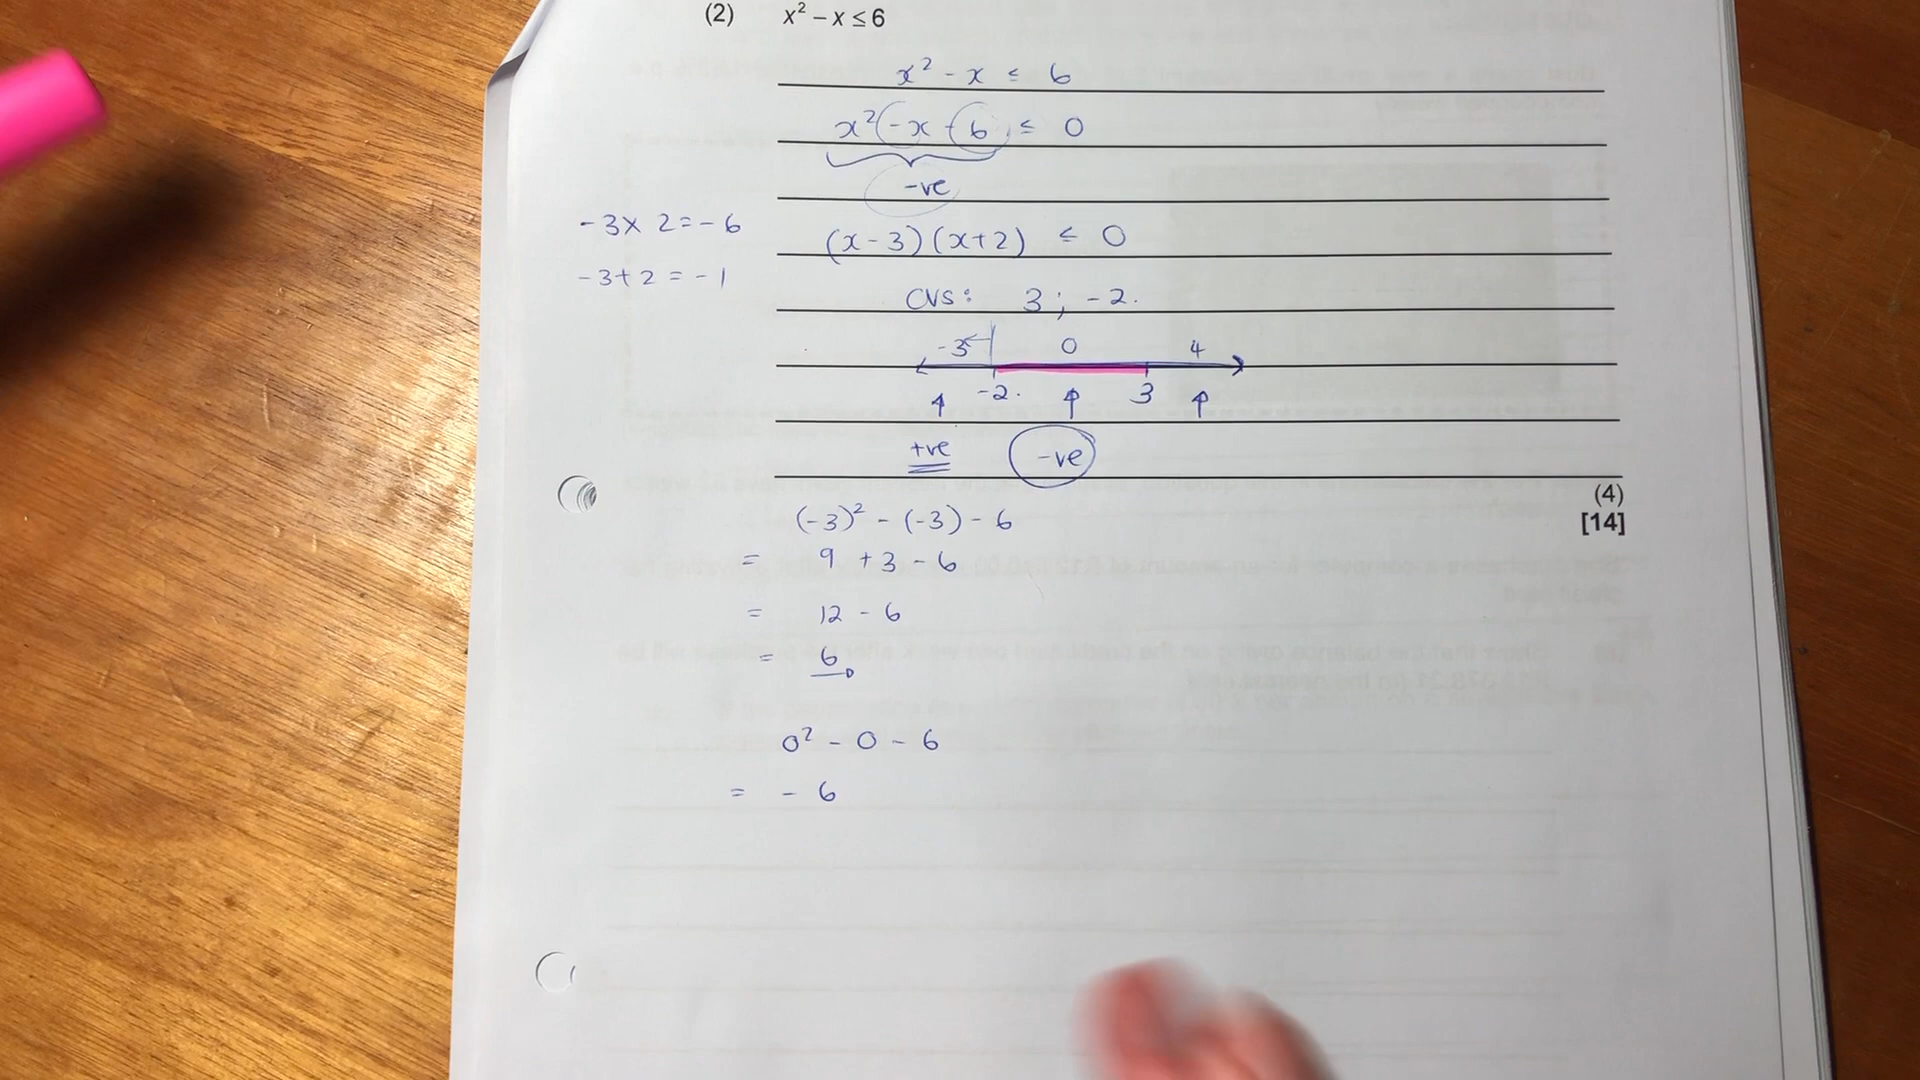 (2) x² – x ≤ 6
x² - x ≤ 6
x² - x - 6 ≤ 0
-ve
-3 x 2 = - 6
(x - 3)(x + 2) ≤ 0
-3 + 2 = - 1
CVS: 3 ; - 2.
-3 0 4
-2. 3
+ve -ve
(4)
[14]
(-3)² - (-3) - 6
= 9 + 3 - 6
= 12 - 6
= 6
0² - 0 - 6
= - 6